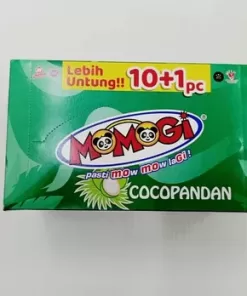 Lebih
Untung!! 10+1pc
MOMOGI
pasti mow mow laGi!
COCOPANDAN